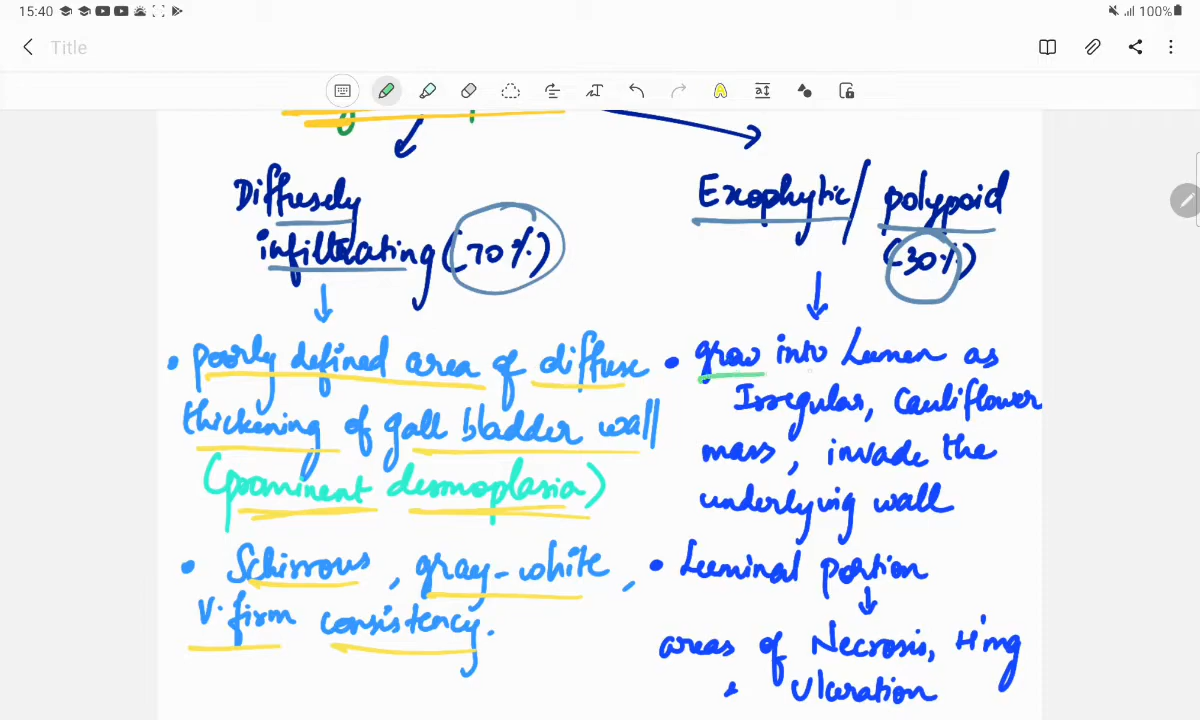 15:40
100%
Title
Diffusely
infiltrating (70%)
Exophytic / polypoid
(30%)
• poorly defined area of diffuse
thickening of gall bladder wall
(prominent desmoplasia)
• Schirrous, gray-white,
V. firm consistency.
• grow into Lumen as
Irregular, Cauliflower
mass, invade the
underlying wall
• Luminal portion
areas of Necrosis, H'mg
& Ulceration